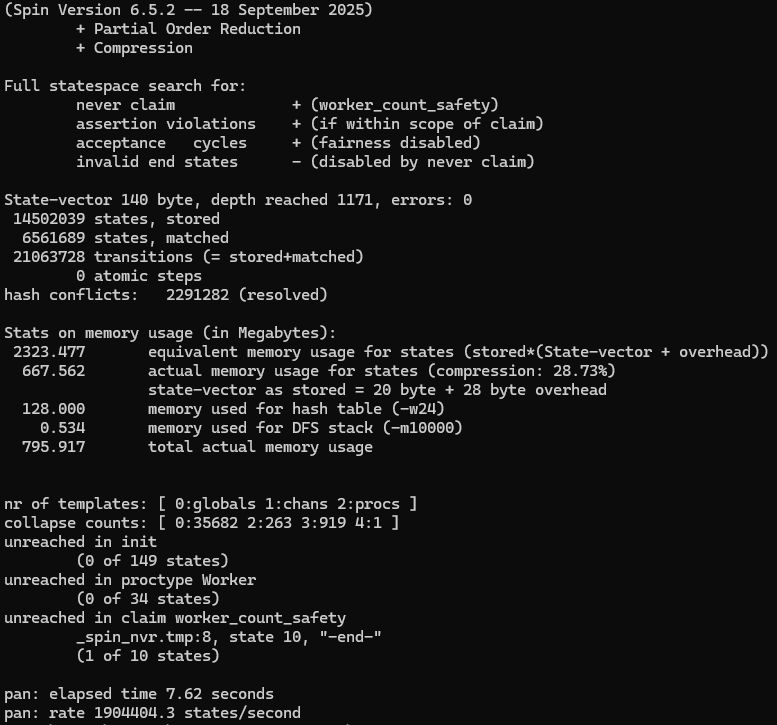 (Spin Version 6.5.2 -- 18 September 2025)
        + Partial Order Reduction
        + Compression

Full statespace search for:
        never claim             + (worker_count_safety)
        assertion violations    + (if within scope of claim)
        acceptance   cycles     + (fairness disabled)
        invalid end states      - (disabled by never claim)

State-vector 140 byte, depth reached 1171, errors: 0
 14502039 states, stored
  6561689 states, matched
 21063728 transitions (= stored+matched)
        0 atomic steps
hash conflicts:   2291282 (resolved)

Stats on memory usage (in Megabytes):
 2323.477       equivalent memory usage for states (stored*(State-vector + overhead))
  667.562       actual memory usage for states (compression: 28.73%)
                state-vector as stored = 20 byte + 28 byte overhead
  128.000       memory used for hash table (-w24)
    0.534       memory used for DFS stack (-m10000)
  795.917       total actual memory usage


nr of templates: [ 0:globals 1:chans 2:procs ]
collapse counts: [ 0:35682 2:263 3:919 4:1 ]
unreached in init
        (0 of 149 states)
unreached in proctype Worker
        (0 of 34 states)
unreached in claim worker_count_safety
        _spin_nvr.tmp:8, state 10, "-end-"
        (1 of 10 states)

pan: elapsed time 7.62 seconds
pan: rate 1904404.3 states/second